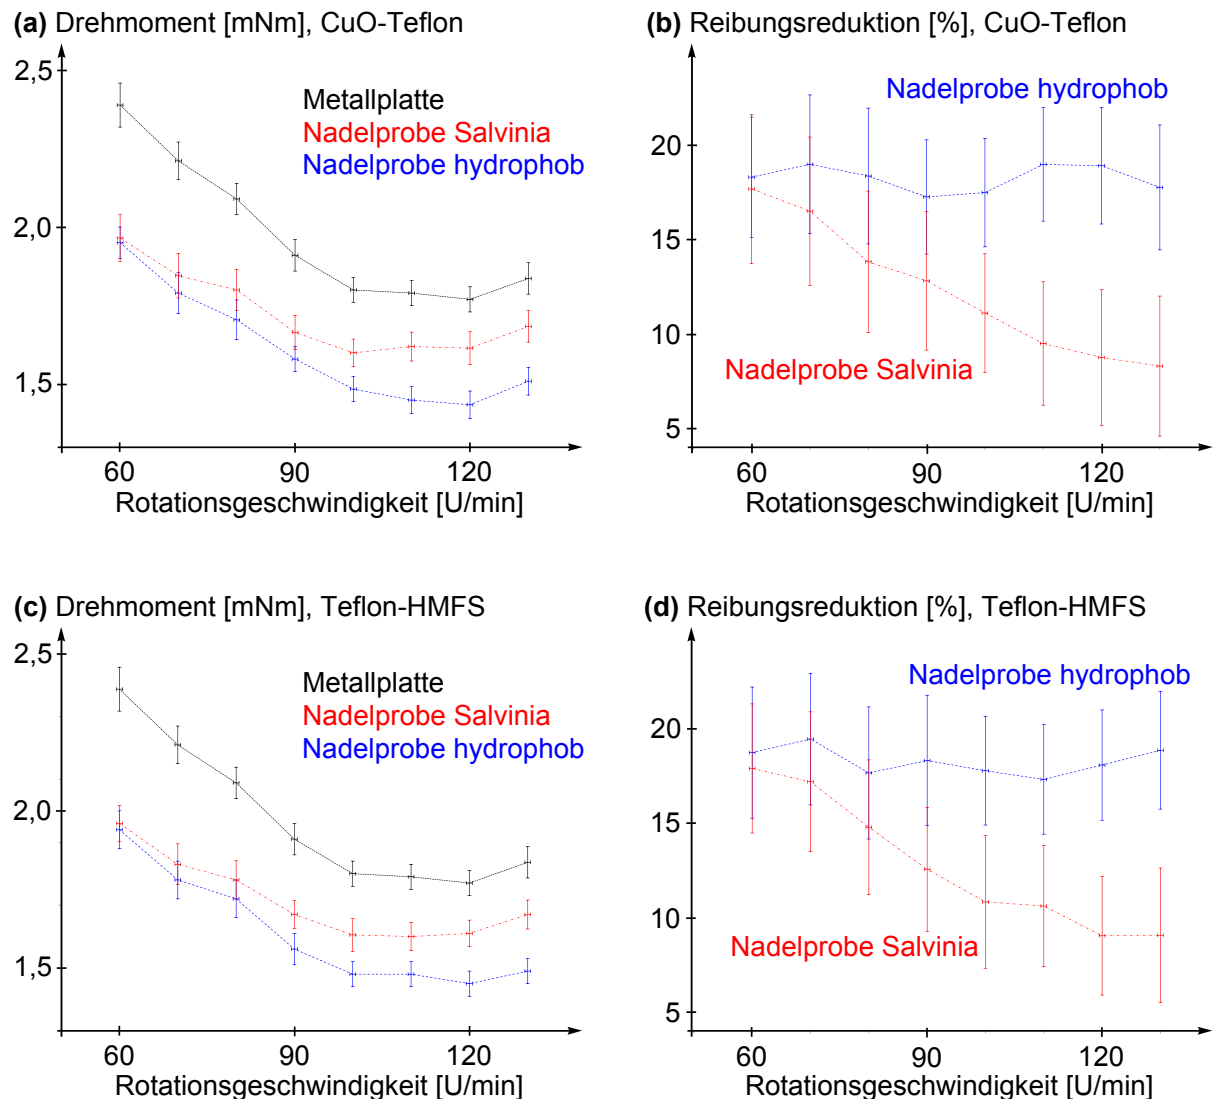 (a) Drehmoment [mNm], CuO-Teflon
2,5
2,0
1,5
Metallplatte
Nadelprobe Salvinia
Nadelprobe hydrophob
60 90 120
Rotationsgeschwindigkeit [U/min]
(b) Reibungsreduktion [%], CuO-Teflon
20
15
10
5
Nadelprobe hydrophob
Nadelprobe Salvinia
60 90 120
Rotationsgeschwindigkeit [U/min]
(c) Drehmoment [mNm], Teflon-HMFS
2,5
2,0
1,5
Metallplatte
Nadelprobe Salvinia
Nadelprobe hydrophob
60 90 120
Rotationsgeschwindigkeit [U/min]
(d) Reibungsreduktion [%], Teflon-HMFS
20
15
10
5
Nadelprobe hydrophob
Nadelprobe Salvinia
60 90 120
Rotationsgeschwindigkeit [U/min]